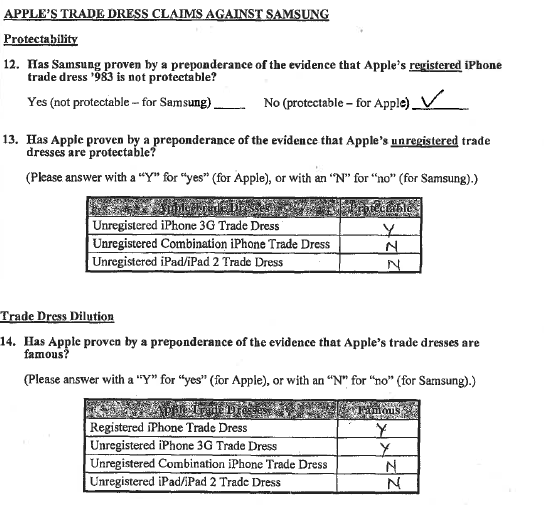 APPLE'S TRADE DRESS CLAIMS AGAINST SAMSUNG
Protectability
12. Has Samsung proven by a preponderance of the evidence that Apple's registered iPhone
trade dress '983 is not protectable?
Yes (not protectable – for Samsung) ____ No (protectable – for Apple) ✓
13. Has Apple proven by a preponderance of the evidence that Apple's unregistered trade
dresses are protectable?
(Please answer with a “Y” for “yes” (for Apple), or with an “N” for “no” (for Samsung).)
Apple Trade Dresses Protectable
Unregistered iPhone 3G Trade Dress Y
Unregistered Combination iPhone Trade Dress N
Unregistered iPad/iPad 2 Trade Dress N
Trade Dress Dilution
14. Has Apple proven by a preponderance of the evidence that Apple's trade dresses are
famous?
(Please answer with a “Y” for “yes” (for Apple), or with an “N” for “no” (for Samsung).)
Apple Trade Dresses Famous
Registered iPhone Trade Dress Y
Unregistered iPhone 3G Trade Dress Y
Unregistered Combination iPhone Trade Dress N
Unregistered iPad/iPad 2 Trade Dress N